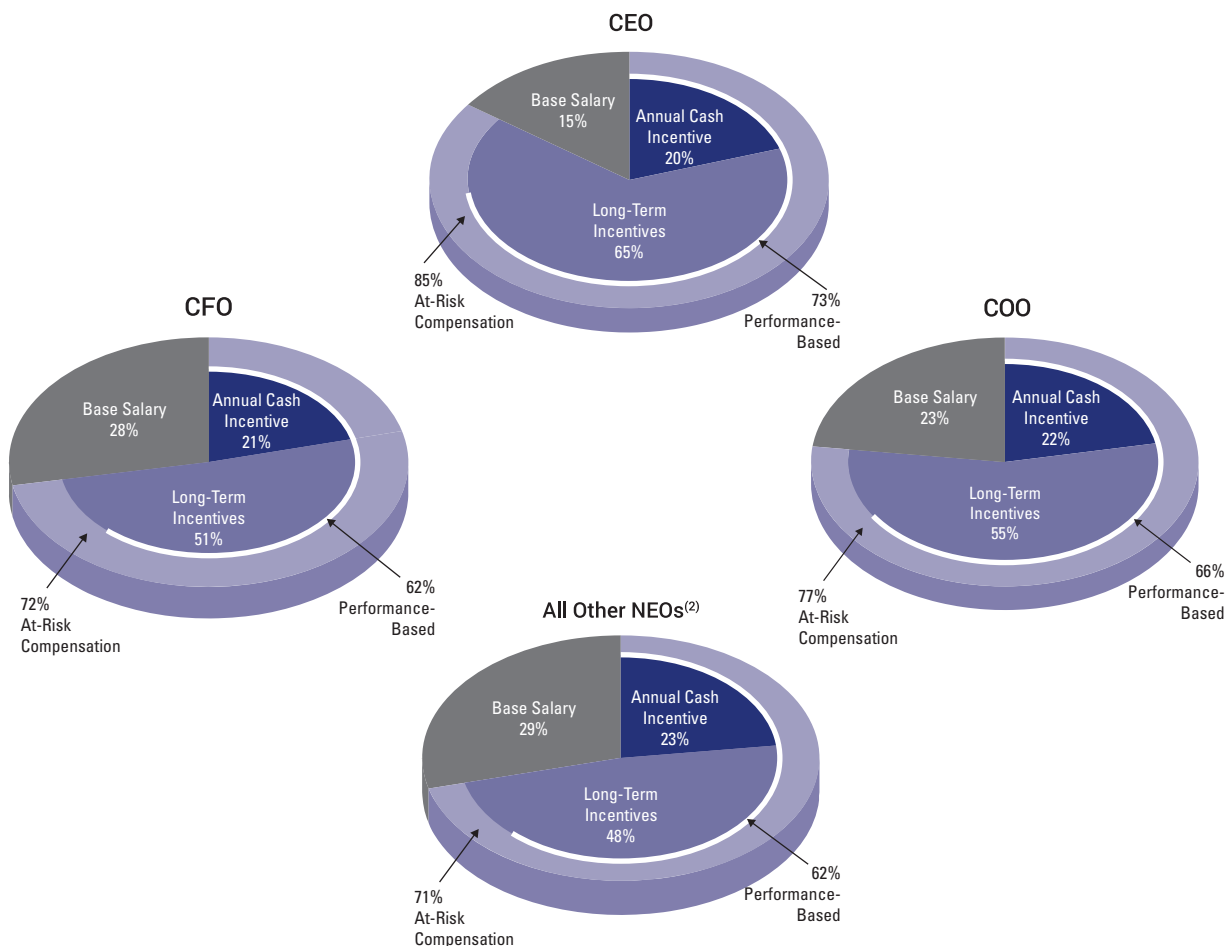 CEO
Base Salary
15%
Annual Cash
Incentive
20%
Long-Term
Incentives
65%
85%
At-Risk
Compensation
73%
Performance-
Based
CFO
Base Salary
28%
Annual Cash
Incentive
21%
Long-Term
Incentives
51%
72%
At-Risk
Compensation
62%
Performance-
Based
COO
Base Salary
23%
Annual Cash
Incentive
22%
Long-Term
Incentives
55%
77%
At-Risk
Compensation
66%
Performance-
Based
All Other NEOs(2)
Base Salary
29%
Annual Cash
Incentive
23%
Long-Term
Incentives
48%
71%
At-Risk
Compensation
62%
Performance-
Based